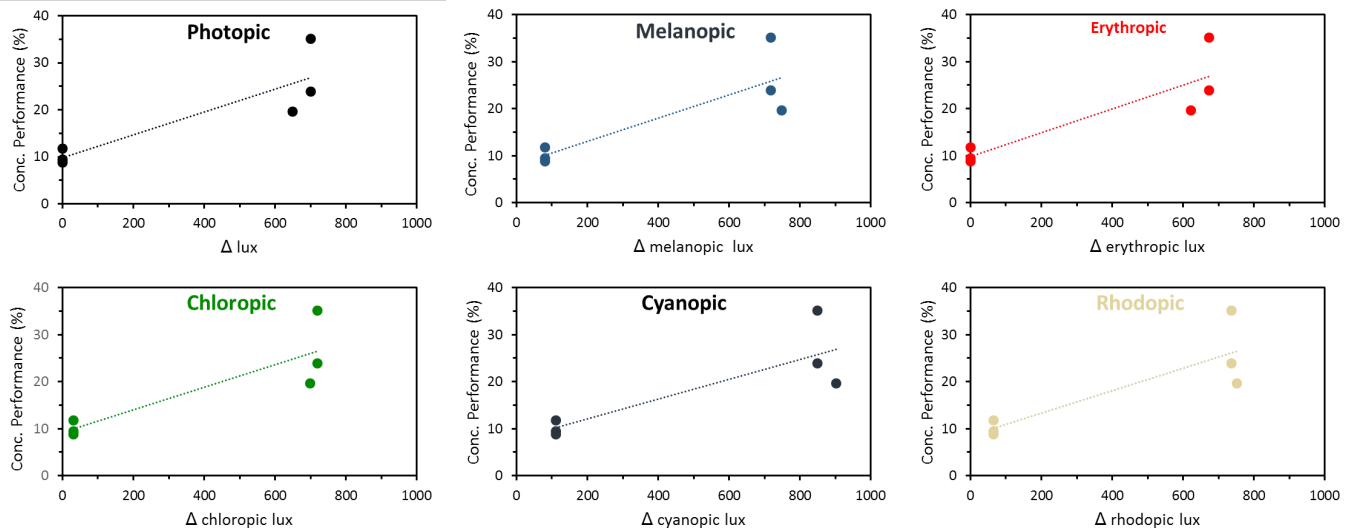 Photopic
Conc. Performance (%)
40
30
20
10
0
0 200 400 600 800 1000
Δ lux
Melanopic
Conc. Performance (%)
40
30
20
10
0
0 200 400 600 800 1000
Δ melanopic lux
Erythropic
Conc. Performance (%)
40
30
20
10
0
0 200 400 600 800 1000
Δ erythropic lux
Chloropic
Conc. Performance (%)
40
30
20
10
0
0 200 400 600 800 1000
Δ chloropic lux
Cyanopic
Conc. Performance (%)
40
30
20
10
0
0 200 400 600 800 1000
Δ cyanopic lux
Rhodopic
Conc. Performance (%)
40
30
20
10
0
0 200 400 600 800 1000
Δ rhodopic lux